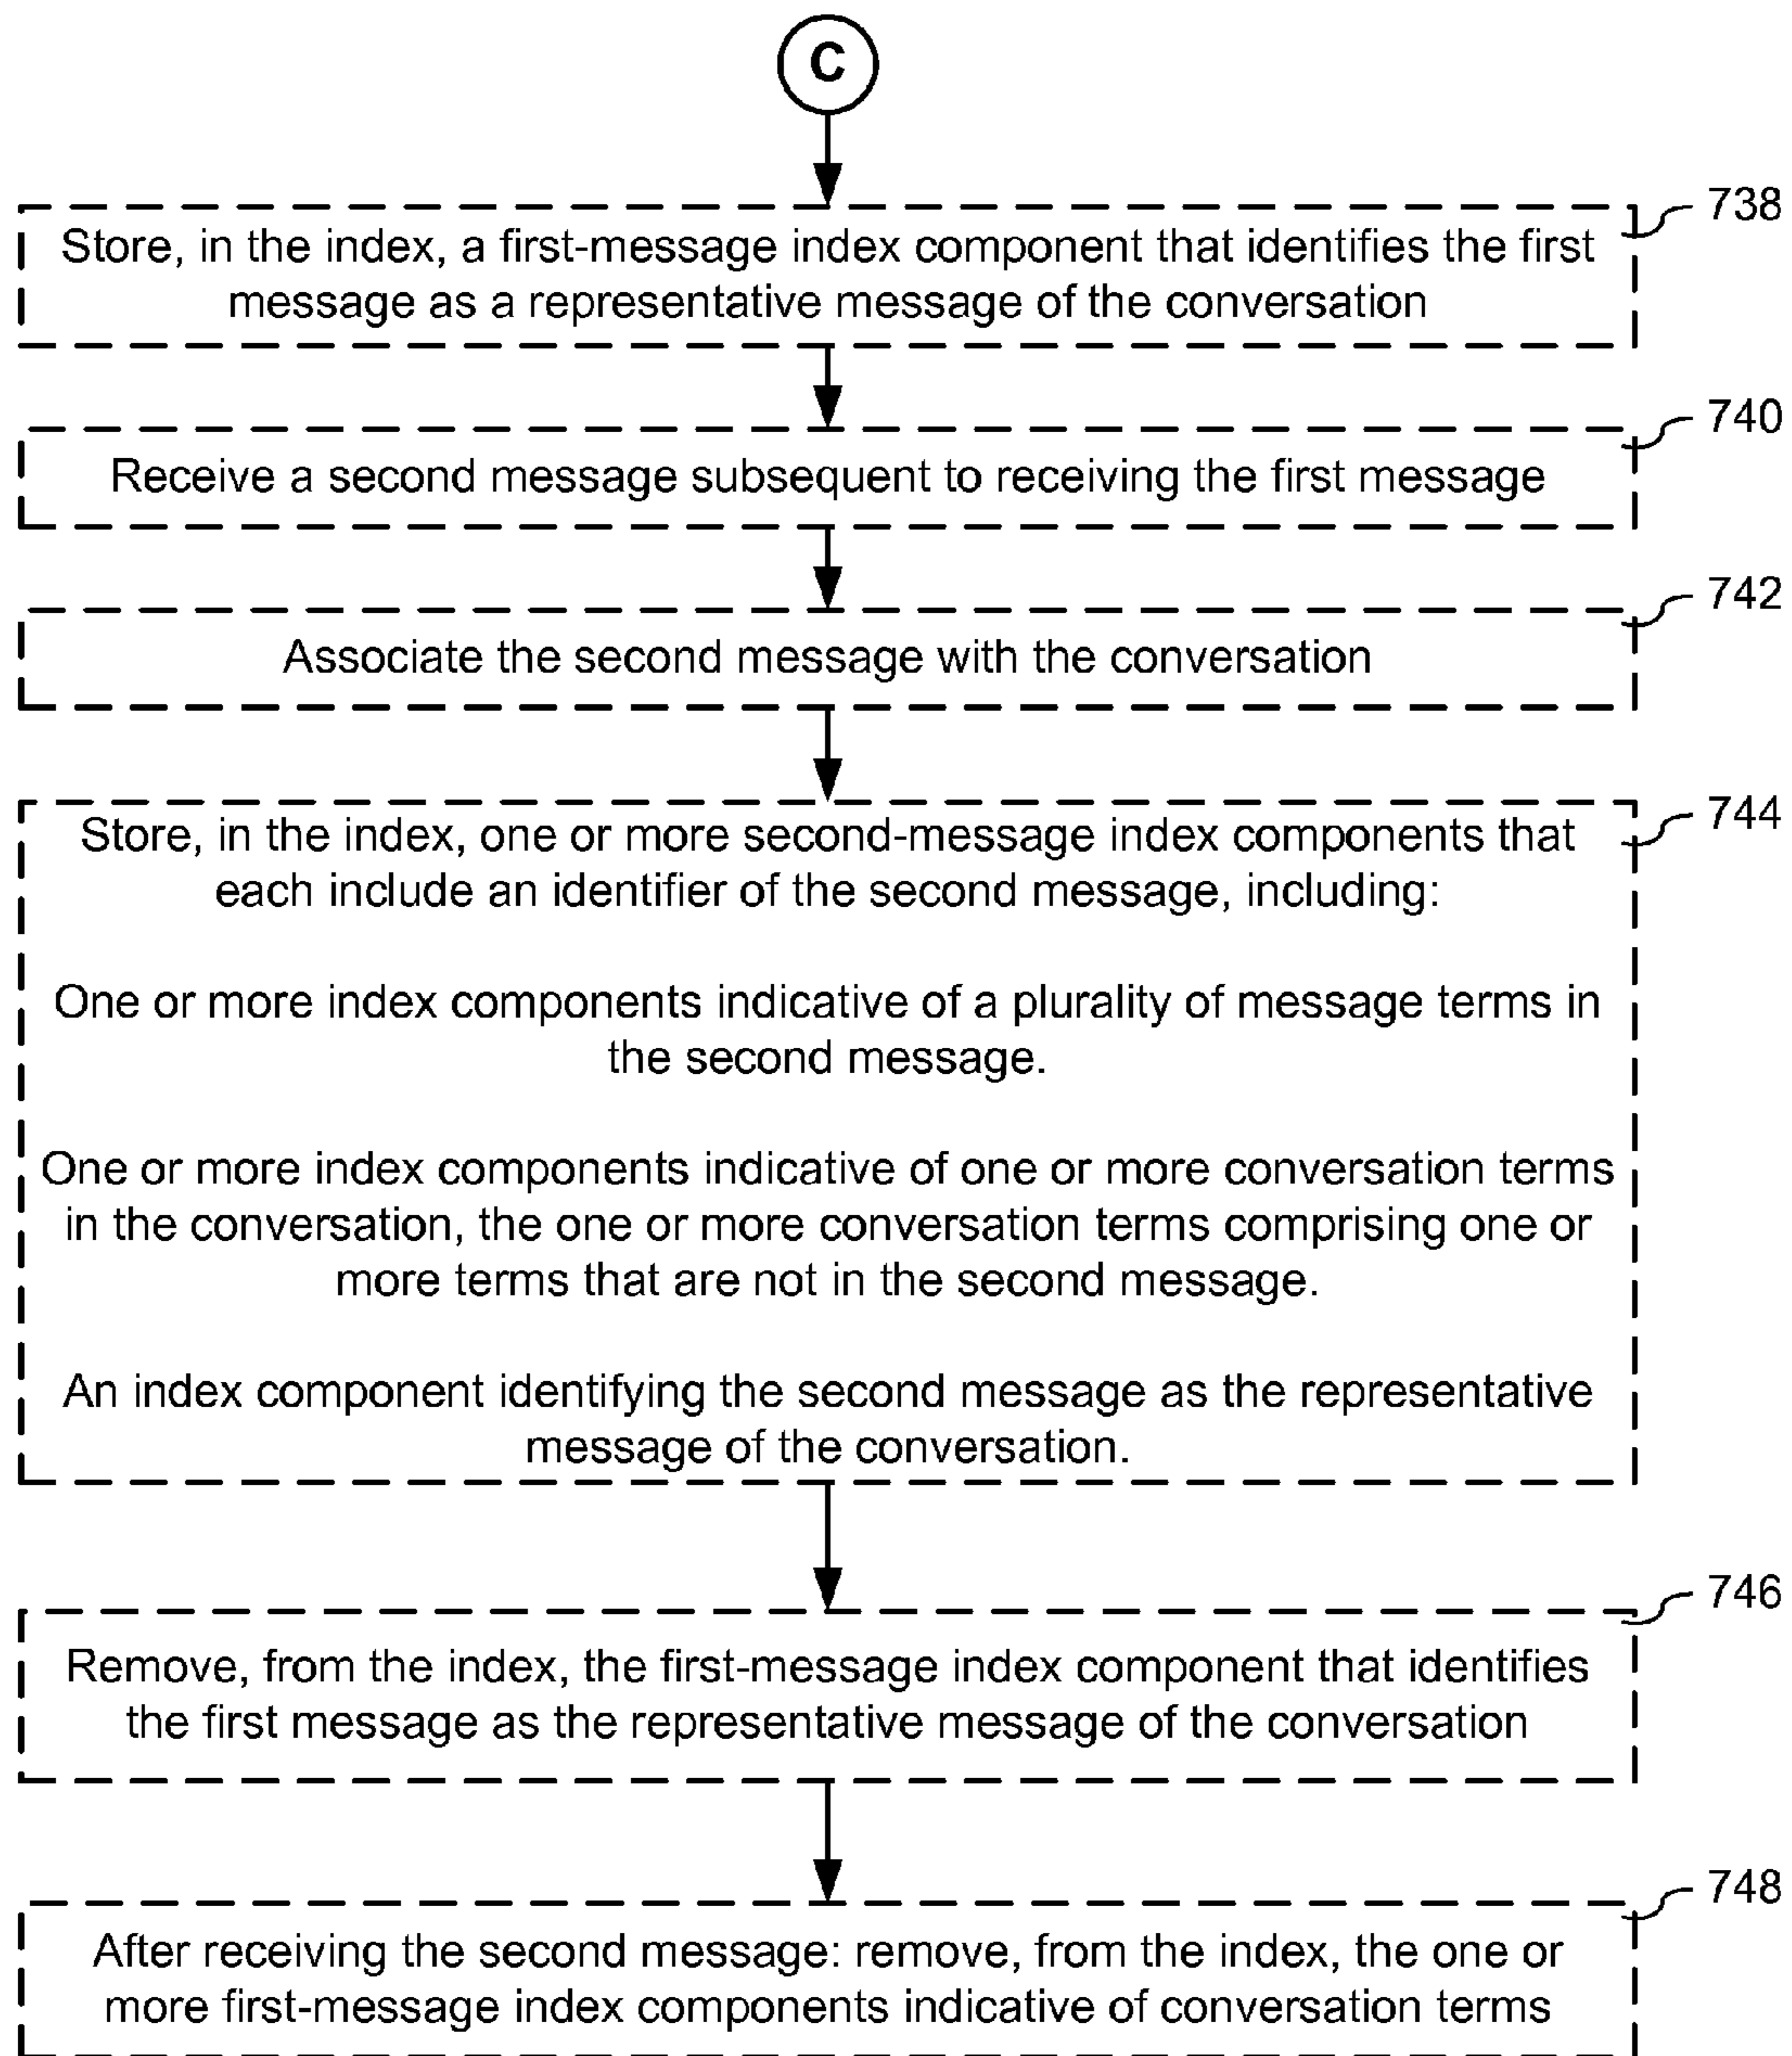 C
738
Store, in the index, a first-message index component that identifies the first
message as a representative message of the conversation
740
Receive a second message subsequent to receiving the first message
742
Associate the second message with the conversation
744
Store, in the index, one or more second-message index components that
each include an identifier of the second message, including:
One or more index components indicative of a plurality of message terms in
the second message.
One or more index components indicative of one or more conversation terms
in the conversation, the one or more conversation terms comprising one or
more terms that are not in the second message.
An index component identifying the second message as the representative
message of the conversation.
746
Remove, from the index, the first-message index component that identifies
the first message as the representative message of the conversation
748
After receiving the second message: remove, from the index, the one or
more first-message index components indicative of conversation terms